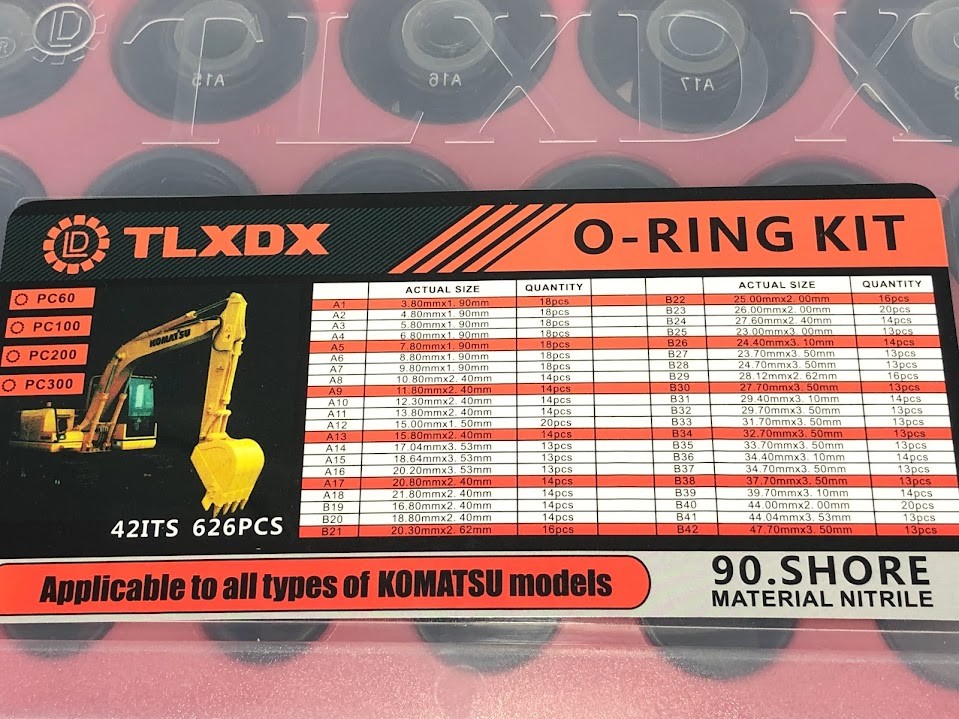 TLXDX
A15 A16 A17
TLXDX
O-RING KIT
PC60
PC100
PC200
PC300
KOMATSU
42ITS 626PCS
ACTUAL SIZE QUANTITY ACTUAL SIZE QUANTITY
A1 3.80mmx1.90mm 18pcs B22 25.00mmx2.00mm 16pcs
A2 4.80mmx1.90mm 18pcs B23 26.00mmx2.00mm 20pcs
A3 5.80mmx1.90mm 18pcs B24 27.60mmx2.40mm 14pcs
A4 6.80mmx1.90mm 18pcs B25 23.00mmx3.00mm 13pcs
A5 7.80mmx1.90mm 18pcs B26 24.40mmx3.10mm 14pcs
A6 8.80mmx1.90mm 18pcs B27 23.70mmx3.50mm 13pcs
A7 9.80mmx1.90mm 18pcs B28 24.70mmx3.50mm 13pcs
A8 10.80mmx2.40mm 14pcs B29 28.12mmx2.62mm 16pcs
A9 11.80mmx2.40mm 14pcs B30 27.70mmx3.50mm 13pcs
A10 12.30mmx2.40mm 14pcs B31 29.40mmx3.10mm 14pcs
A11 13.80mmx2.40mm 14pcs B32 29.70mmx3.50mm 13pcs
A12 15.00mmx1.50mm 20pcs B33 31.70mmx3.50mm 13pcs
A13 15.80mmx2.40mm 14pcs B34 32.70mmx3.50mm 13pcs
A14 17.04mmx3.53mm 13pcs B35 33.70mmx3.50mm 13pcs
A15 18.64mmx3.53mm 13pcs B36 34.40mmx3.10mm 14pcs
A16 20.20mmx3.53mm 13pcs B37 34.70mmx3.50mm 13pcs
A17 20.80mmx2.40mm 14pcs B38 37.70mmx3.50mm 13pcs
A18 21.80mmx2.40mm 14pcs B39 39.70mmx3.10mm 14pcs
B19 16.80mmx2.40mm 14pcs B40 44.00mmx2.00mm 20pcs
B20 18.80mmx2.40mm 14pcs B41 44.04mmx3.53mm 13pcs
B21 20.30mmx2.62mm 16pcs B42 47.70mmx3.50mm 13pcs
Applicable to all types of KOMATSU models
90.SHORE
MATERIAL NITRILE